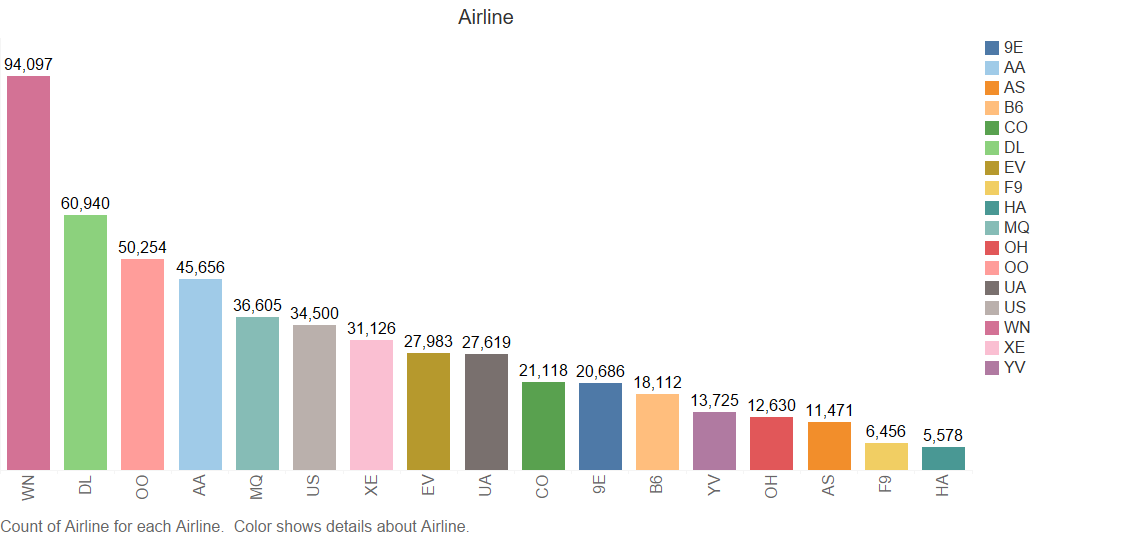 Airline
94,097
60,940
50,254
45,656
36,605
34,500
31,126
27,983
27,619
21,118
20,686
18,112
13,725
12,630
11,471
6,456
5,578
WN
DL
OO
AA
MQ
US
XE
EV
UA
CO
9E
B6
YV
OH
AS
F9
HA
Count of Airline for each Airline.  Color shows details about Airline.
9E
AA
AS
B6
CO
DL
EV
F9
HA
MQ
OH
OO
UA
US
WN
XE
YV